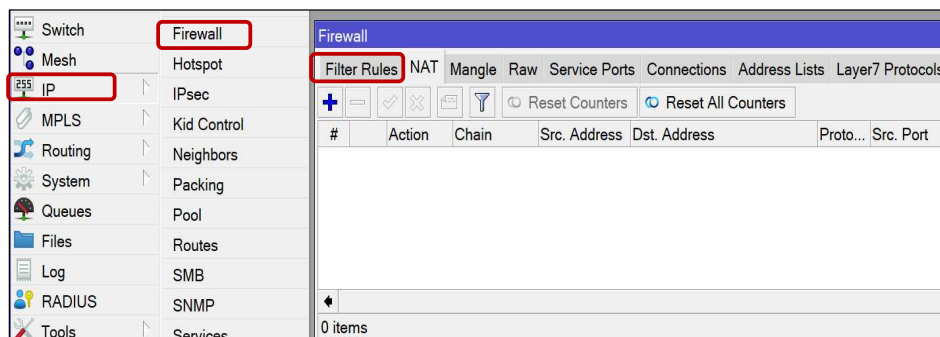 Switch
Mesh
255
IP
MPLS
Routing
System
Queues
Files
Log
RADIUS
Tools
Firewall
Hotspot
IPsec
Kid Control
Neighbors
Packing
Pool
Routes
SMB
SNMP
Services
Firewall
Filter Rules NAT Mangle Raw Service Ports Connections Address Lists Layer7 Protocols
Reset Counters Reset All Counters
# Action Chain Src. Address Dst. Address Proto... Src. Port
0 items